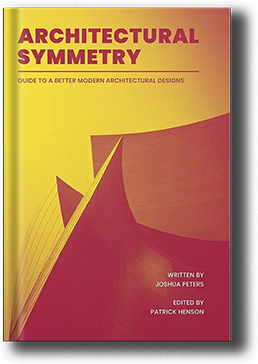 ARCHITECTURAL
SYMMETRY
GUIDE TO A BETTER MODERN ARCHITECTURAL DESIGNS
WRITTEN BY
JOSHUA PETERS
EDITED BY
PATRICK HENSON